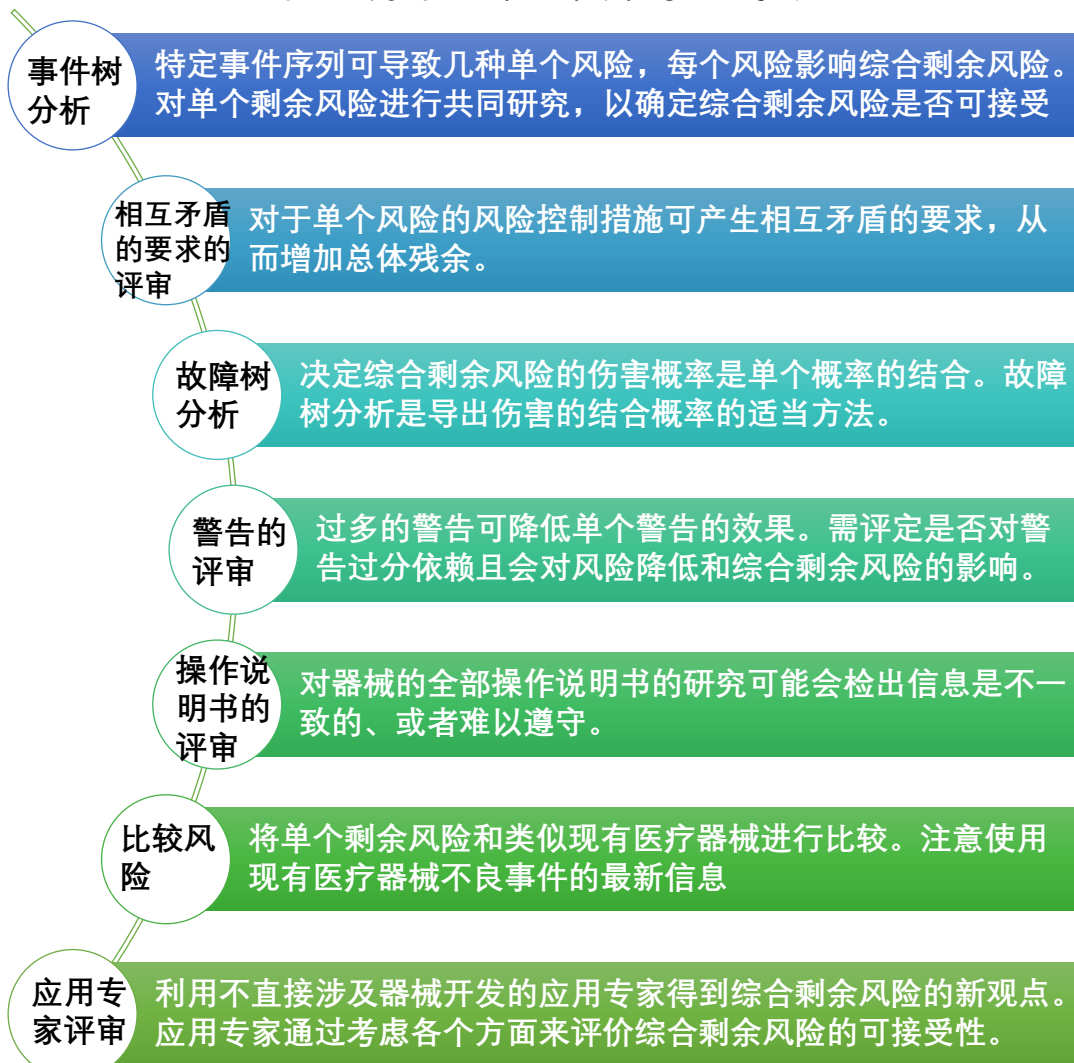 事件树
分析
特定事件序列可导致几种单个风险，每个风险影响综合剩余风险。
对单个剩余风险进行共同研究，以确定综合剩余风险是否可接受
相互矛盾
的要求的
评审
对于单个风险的风险控制措施可产生相互矛盾的要求，从
而增加总体残余。
故障树
分析
决定综合剩余风险的伤害概率是单个概率的结合。故障
树分析是导出伤害的结合概率的适当方法。
警告的
评审
过多的警告可降低单个警告的效果。需评定是否对警
告过分依赖且会对风险降低和综合剩余风险的影响。
操作说
明书的
评审
对器械的全部操作说明书的研究可能会检出信息是不一
致的、或者难以遵守。
比较风
险
将单个剩余风险和类似现有医疗器械进行比较。注意使用
现有医疗器械不良事件的最新信息
应用专
家评审
利用不直接涉及器械开发的应用专家得到综合剩余风险的新观点。
应用专家通过考虑各个方面来评价综合剩余风险的可接受性。